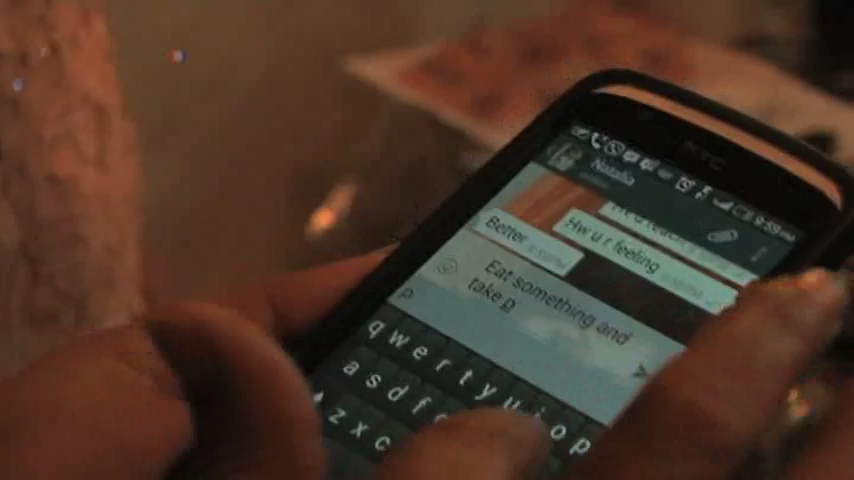 hTC
Natalia
Hw u r feeling
Better
Eat something and
take p
p
q w e r t y u i o p
a s d f
z x c